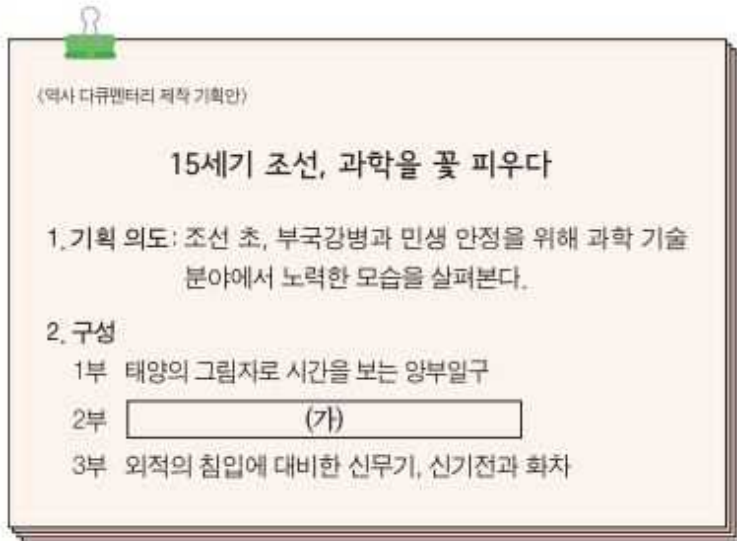 〈역사 다큐멘터리 제작 기획안〉
15세기 조선, 과학을 꽃 피우다
1. 기획 의도: 조선 초, 부국강병과 민생 안정을 위해 과학 기술
분야에서 노력한 모습을 살펴본다.
2. 구성
1부 태양의 그림자로 시간을 보는 앙부일구
2부 (가)
3부 외적의 침입에 대비한 신무기, 신기전과 화차